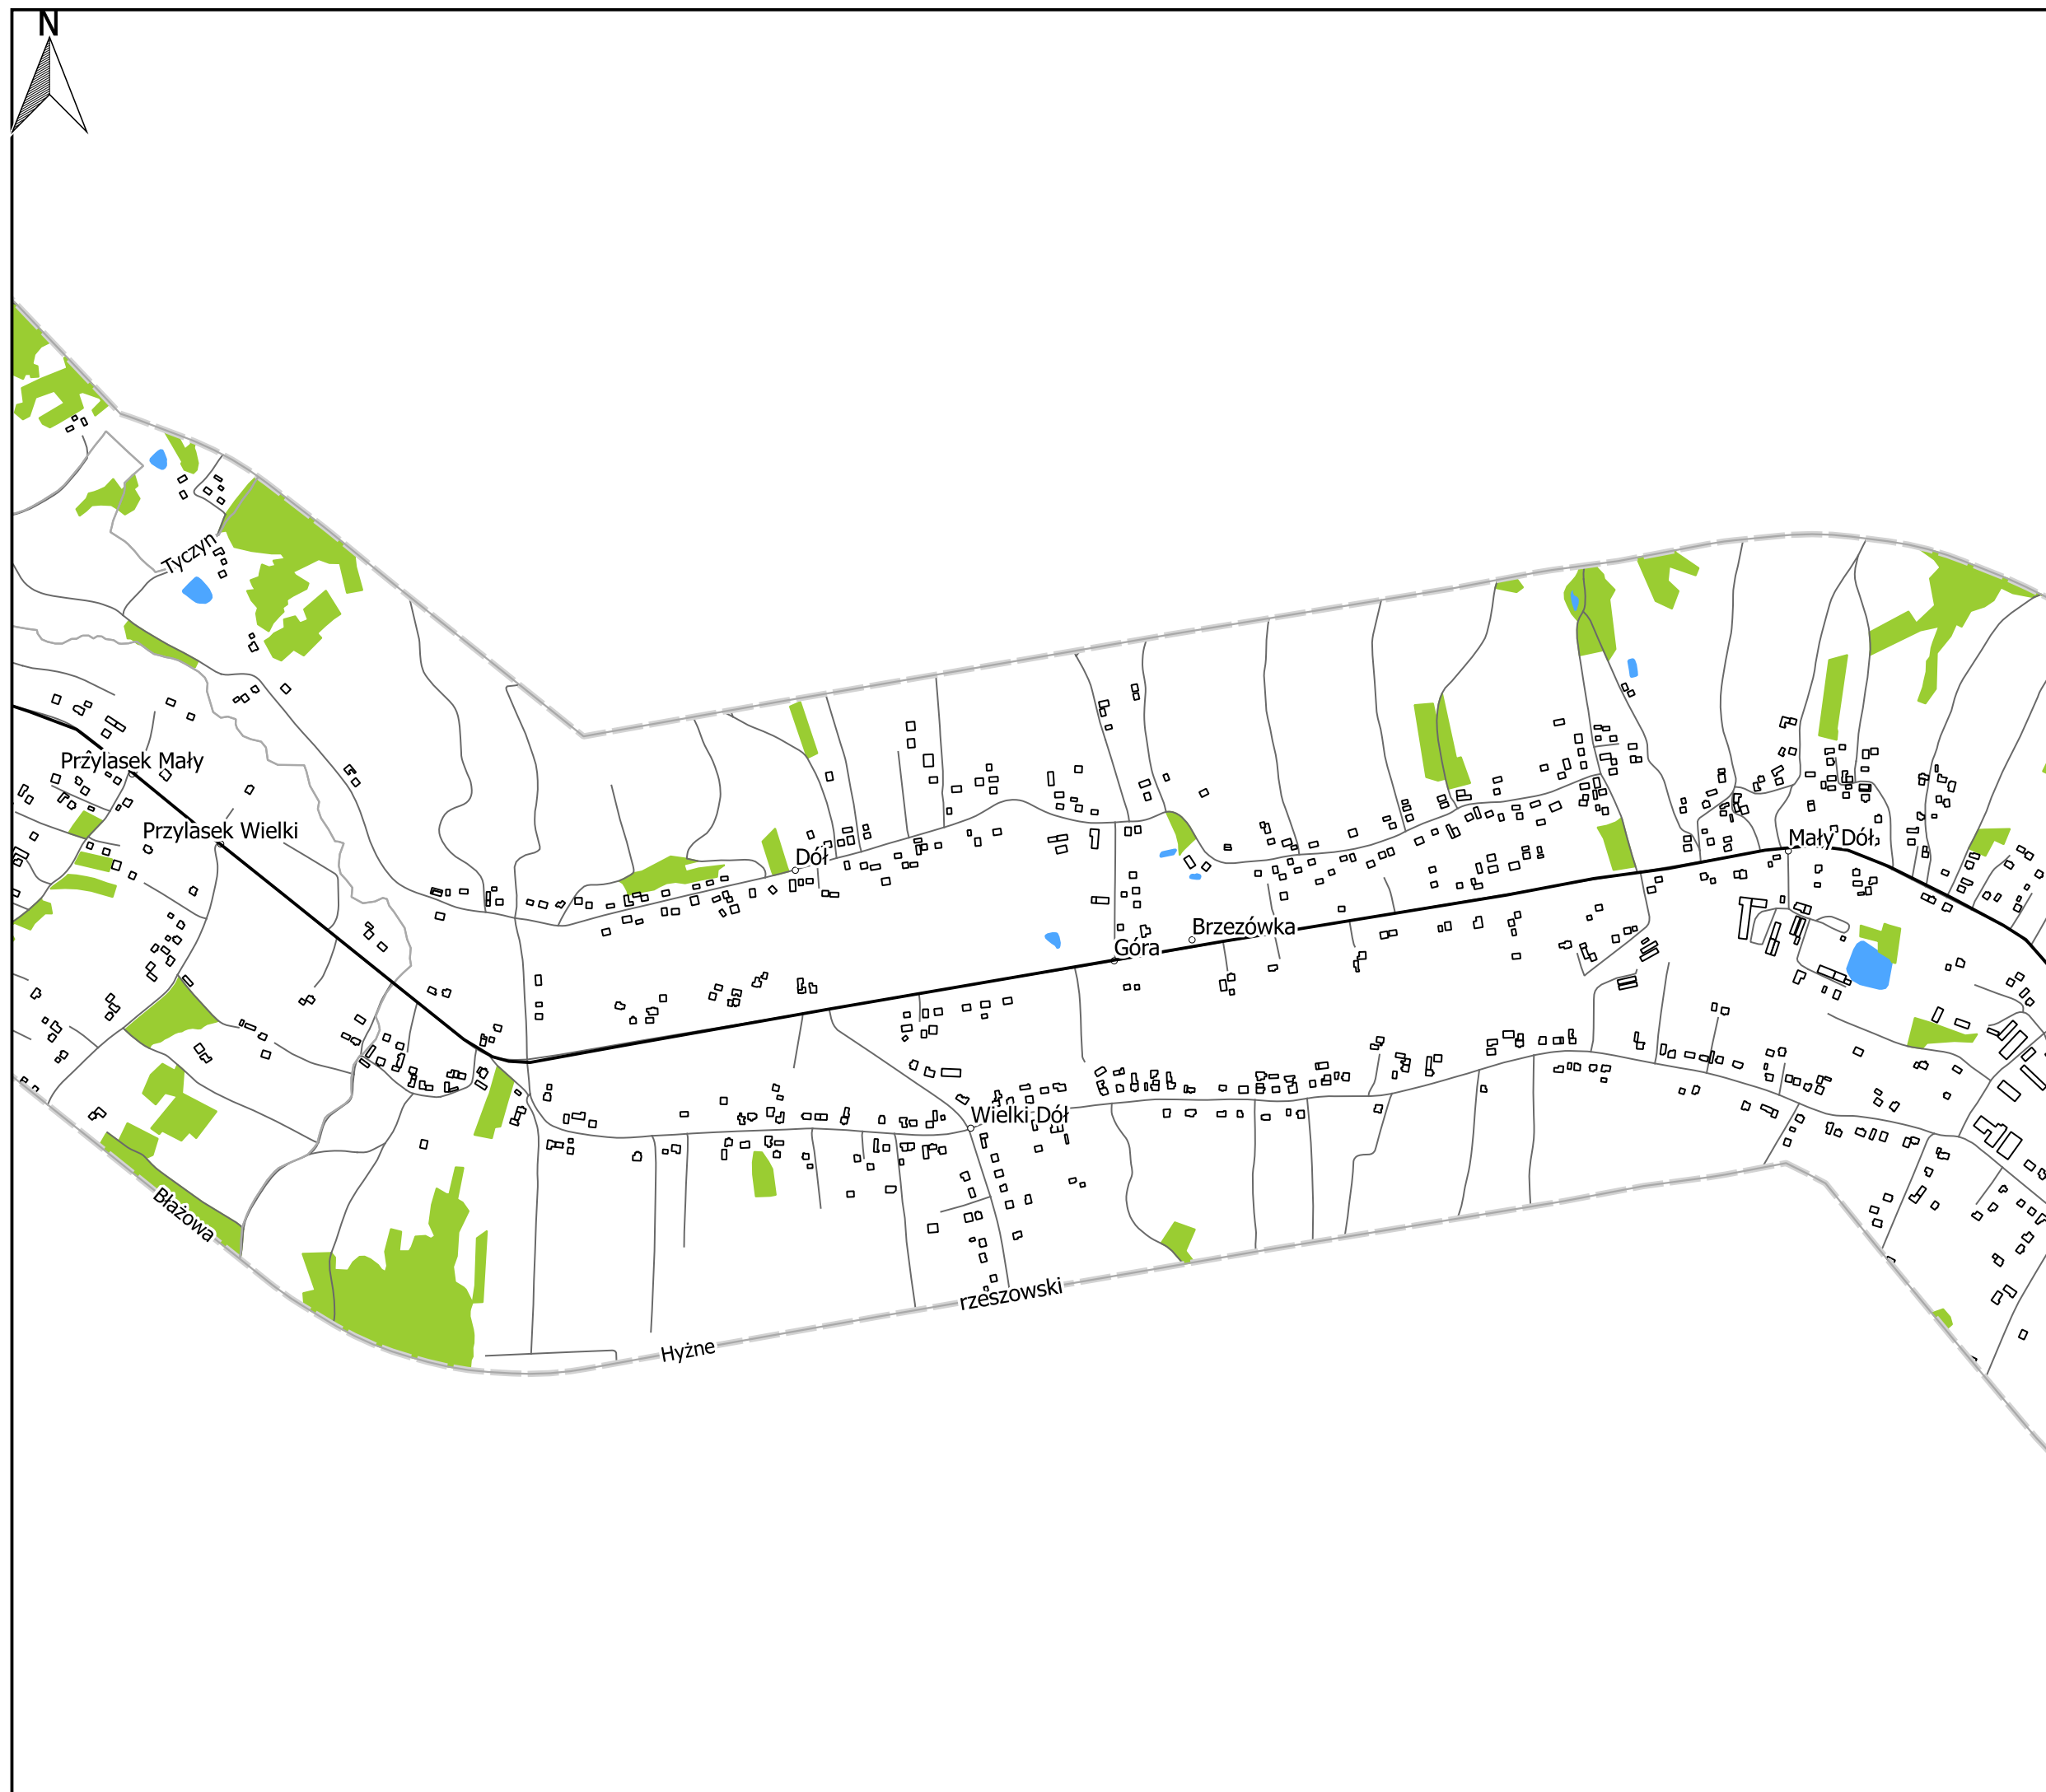 N
Tyczyn
Przylasek Mały
Przylasek Wielki
Mały Dół
Dół
Brzezówka
Góra
Wielki Dół
Błażowa
rzeszowski
Hyżne